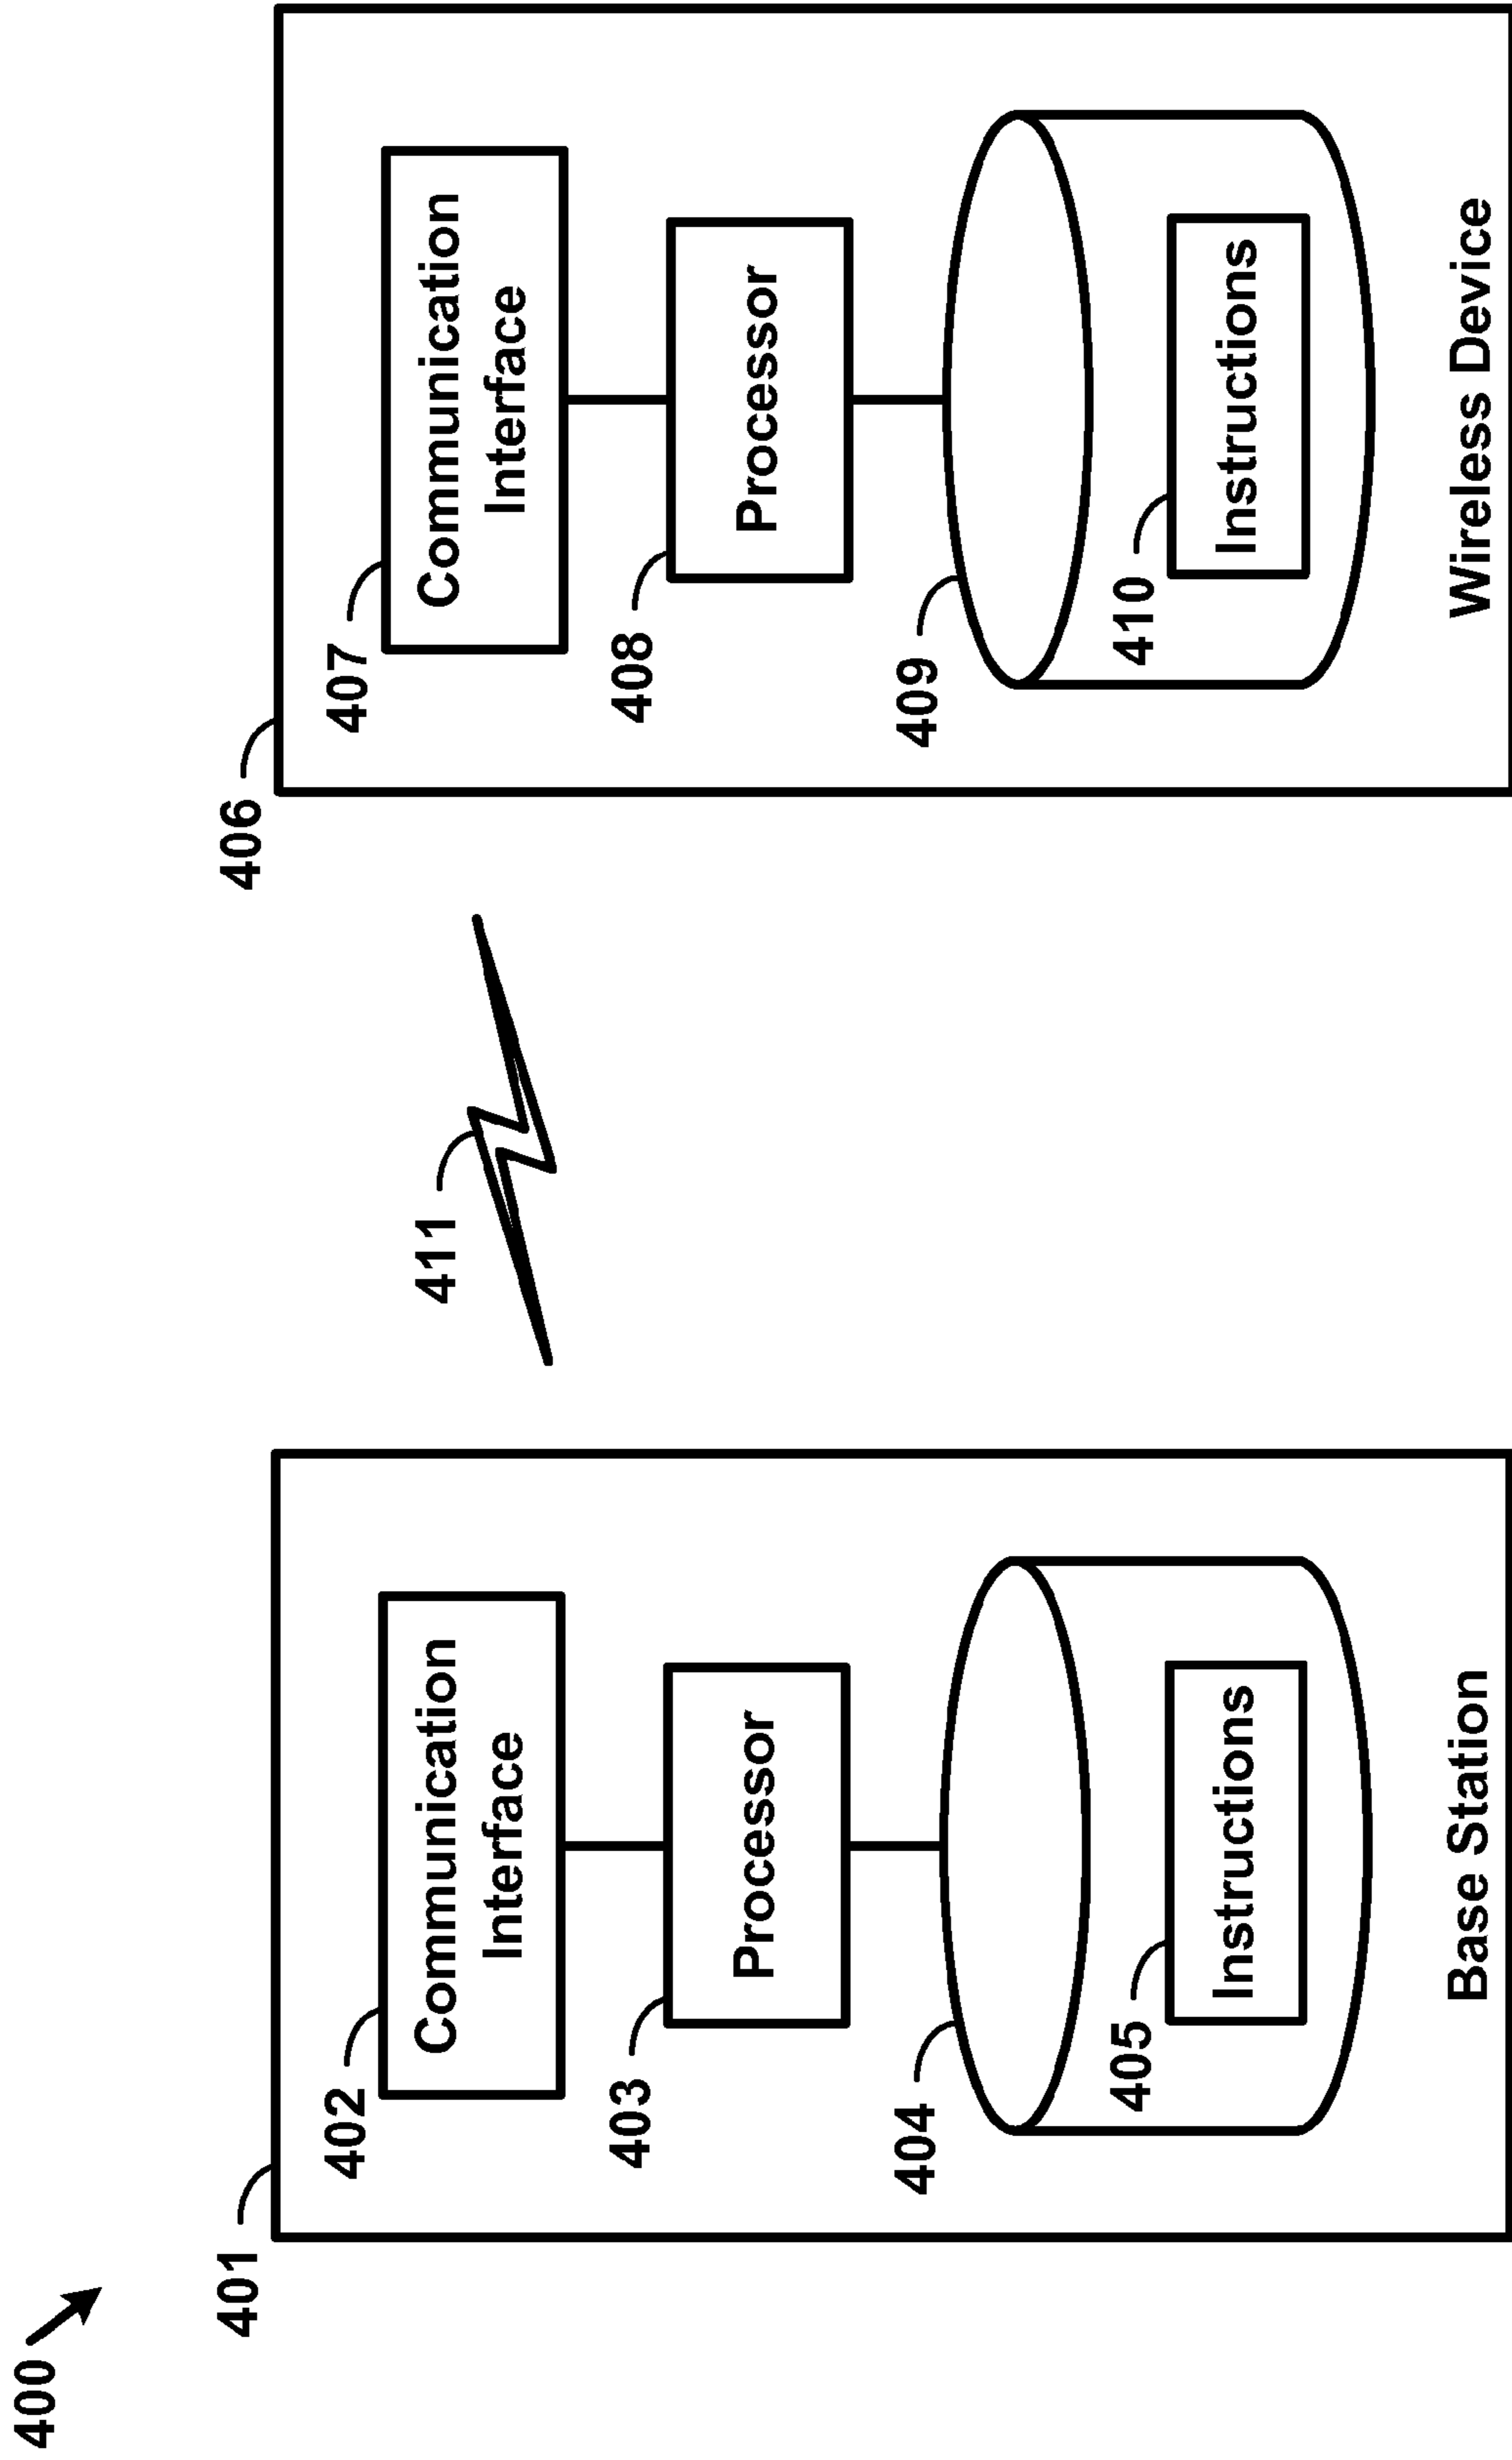 400
401
402
Communication
Interface
403
Processor
404
405
Instructions
Base Station
411
406
407
Communication
Interface
408
Processor
409
410
Instructions
Wireless Device